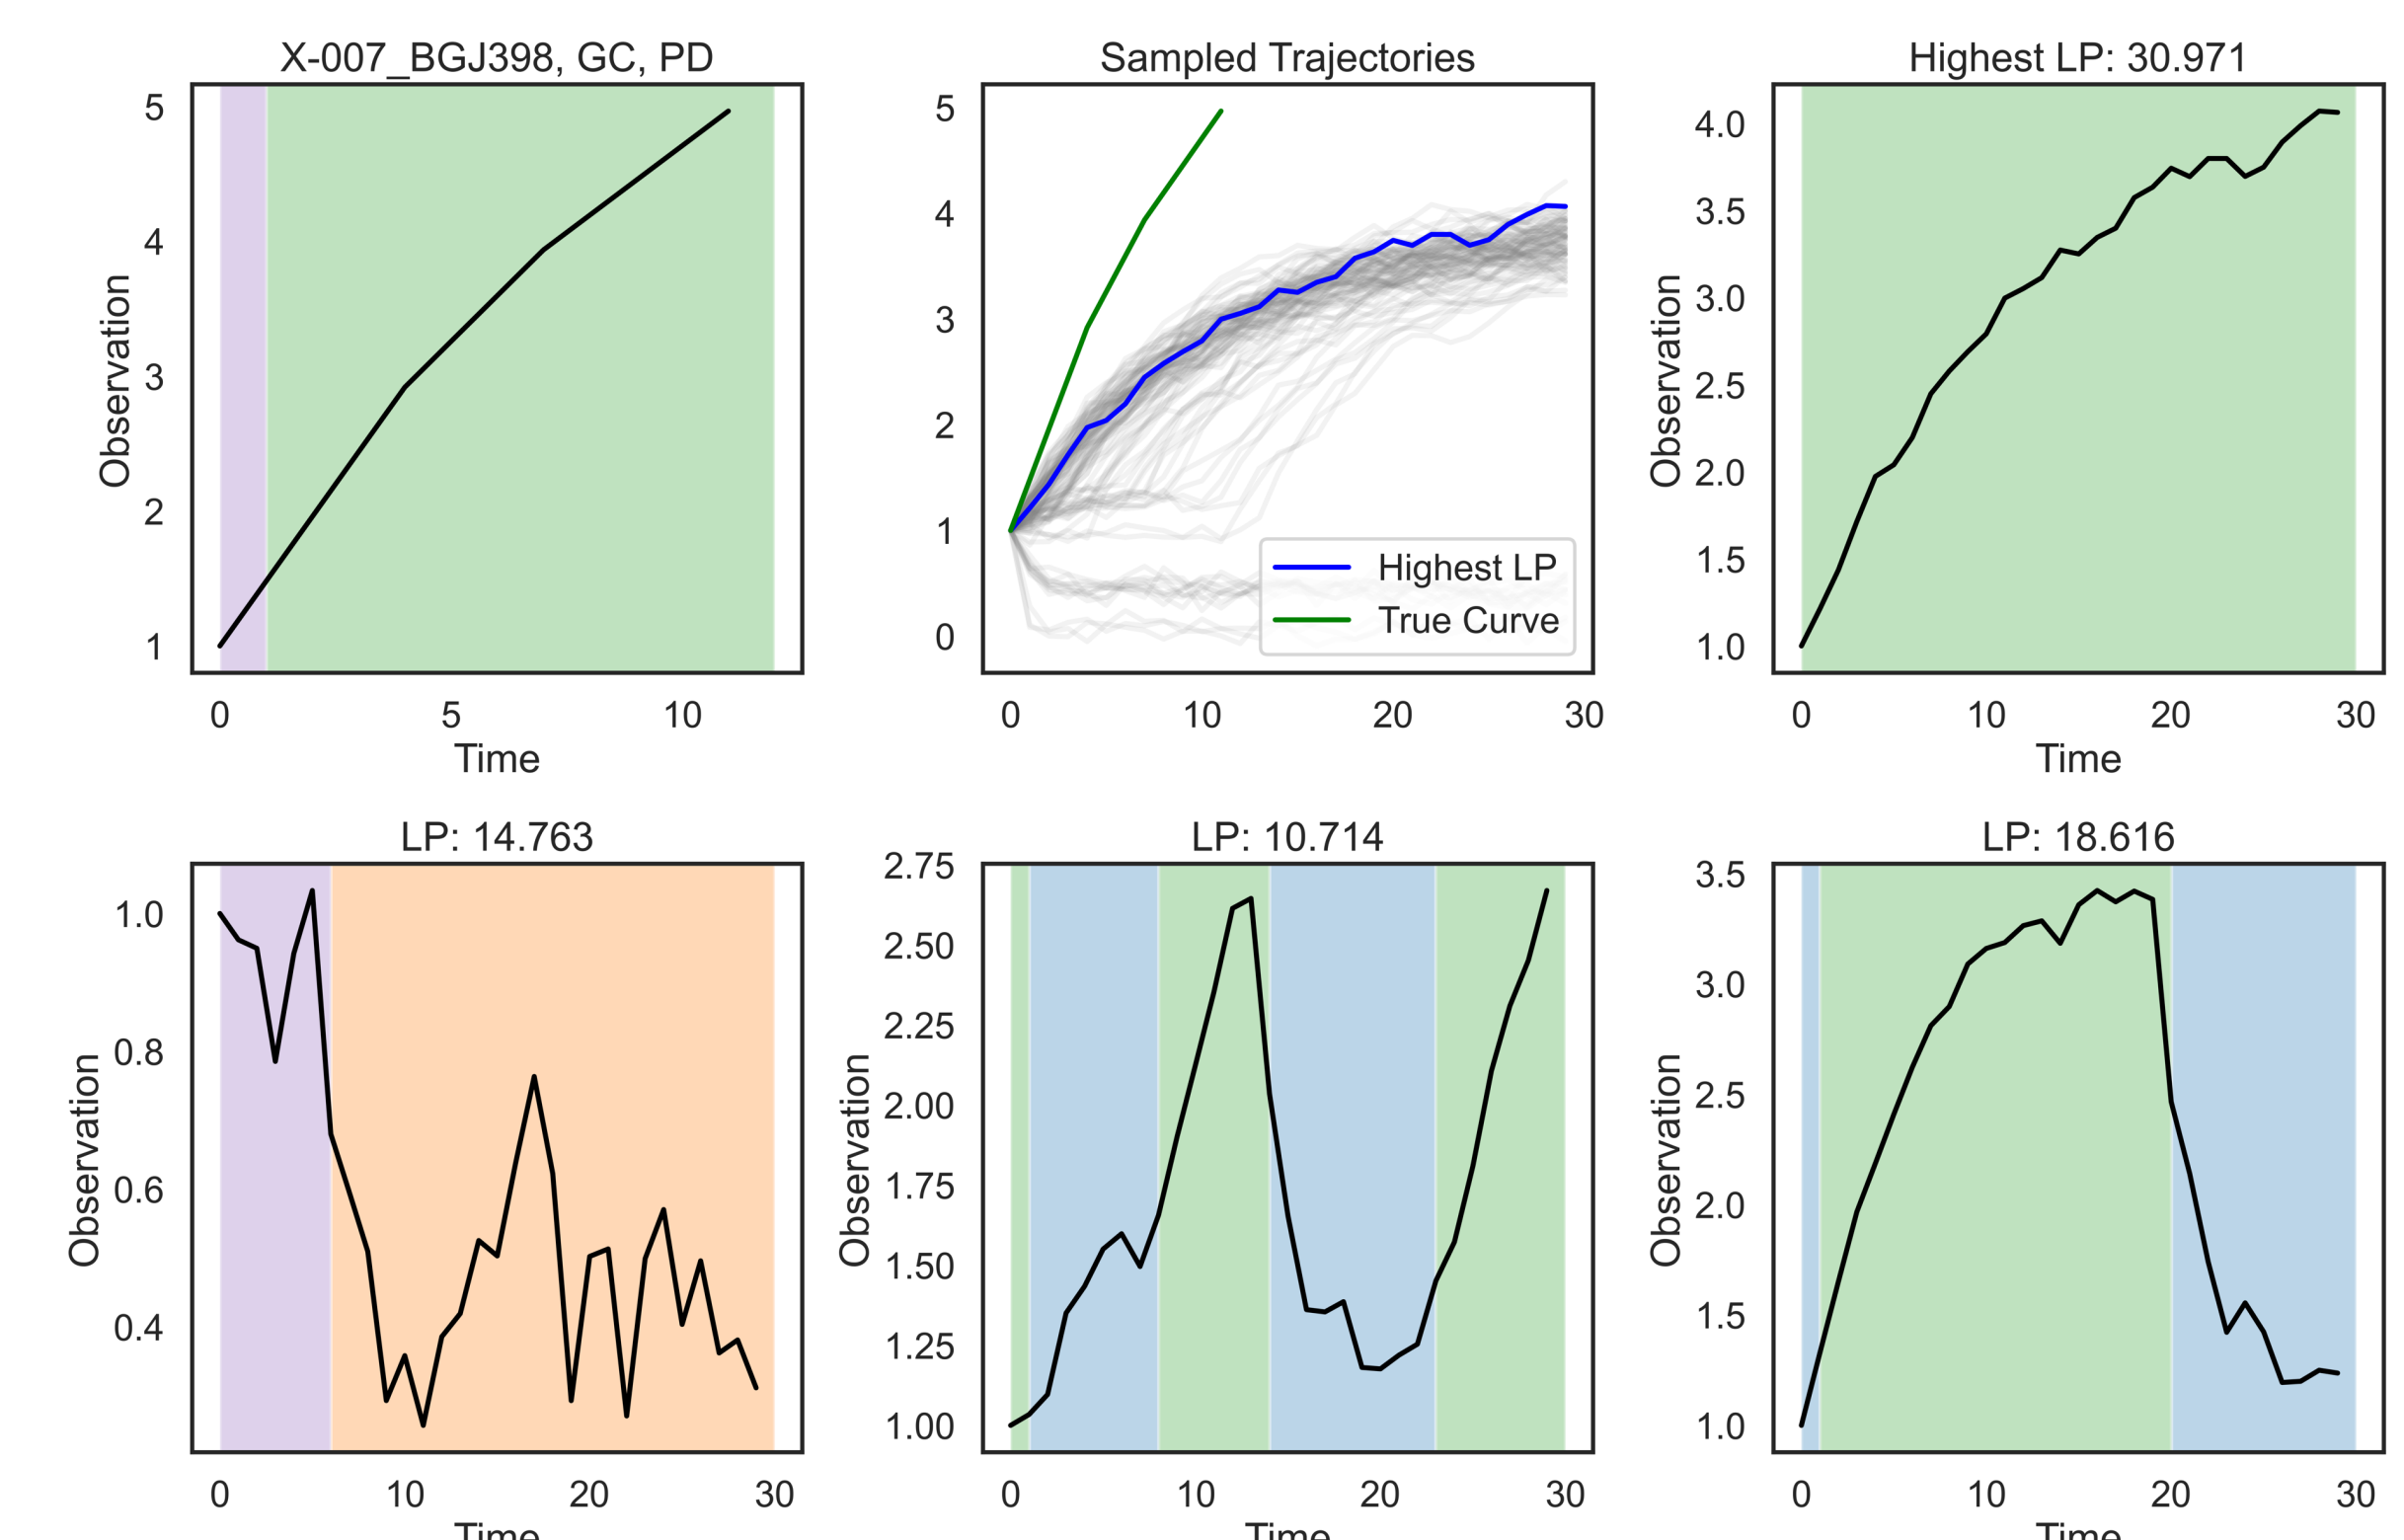 X-007_BGJ398, GC, PD
Observation
5
4
3
2
1
0 5 10
Time
Sampled Trajectories
5
4
3
2
1
0
Highest LP
True Curve
0 10 20 30
Highest LP: 30.971
Observation
4.0
3.5
3.0
2.5
2.0
1.5
1.0
0 10 20 30
Time
LP: 14.763
Observation
1.0
0.8
0.6
0.4
0 10 20 30
Time
LP: 10.714
Observation
2.75
2.50
2.25
2.00
1.75
1.50
1.25
1.00
0 10 20 30
Time
LP: 18.616
Observation
3.5
3.0
2.5
2.0
1.5
1.0
0 10 20 30
Time